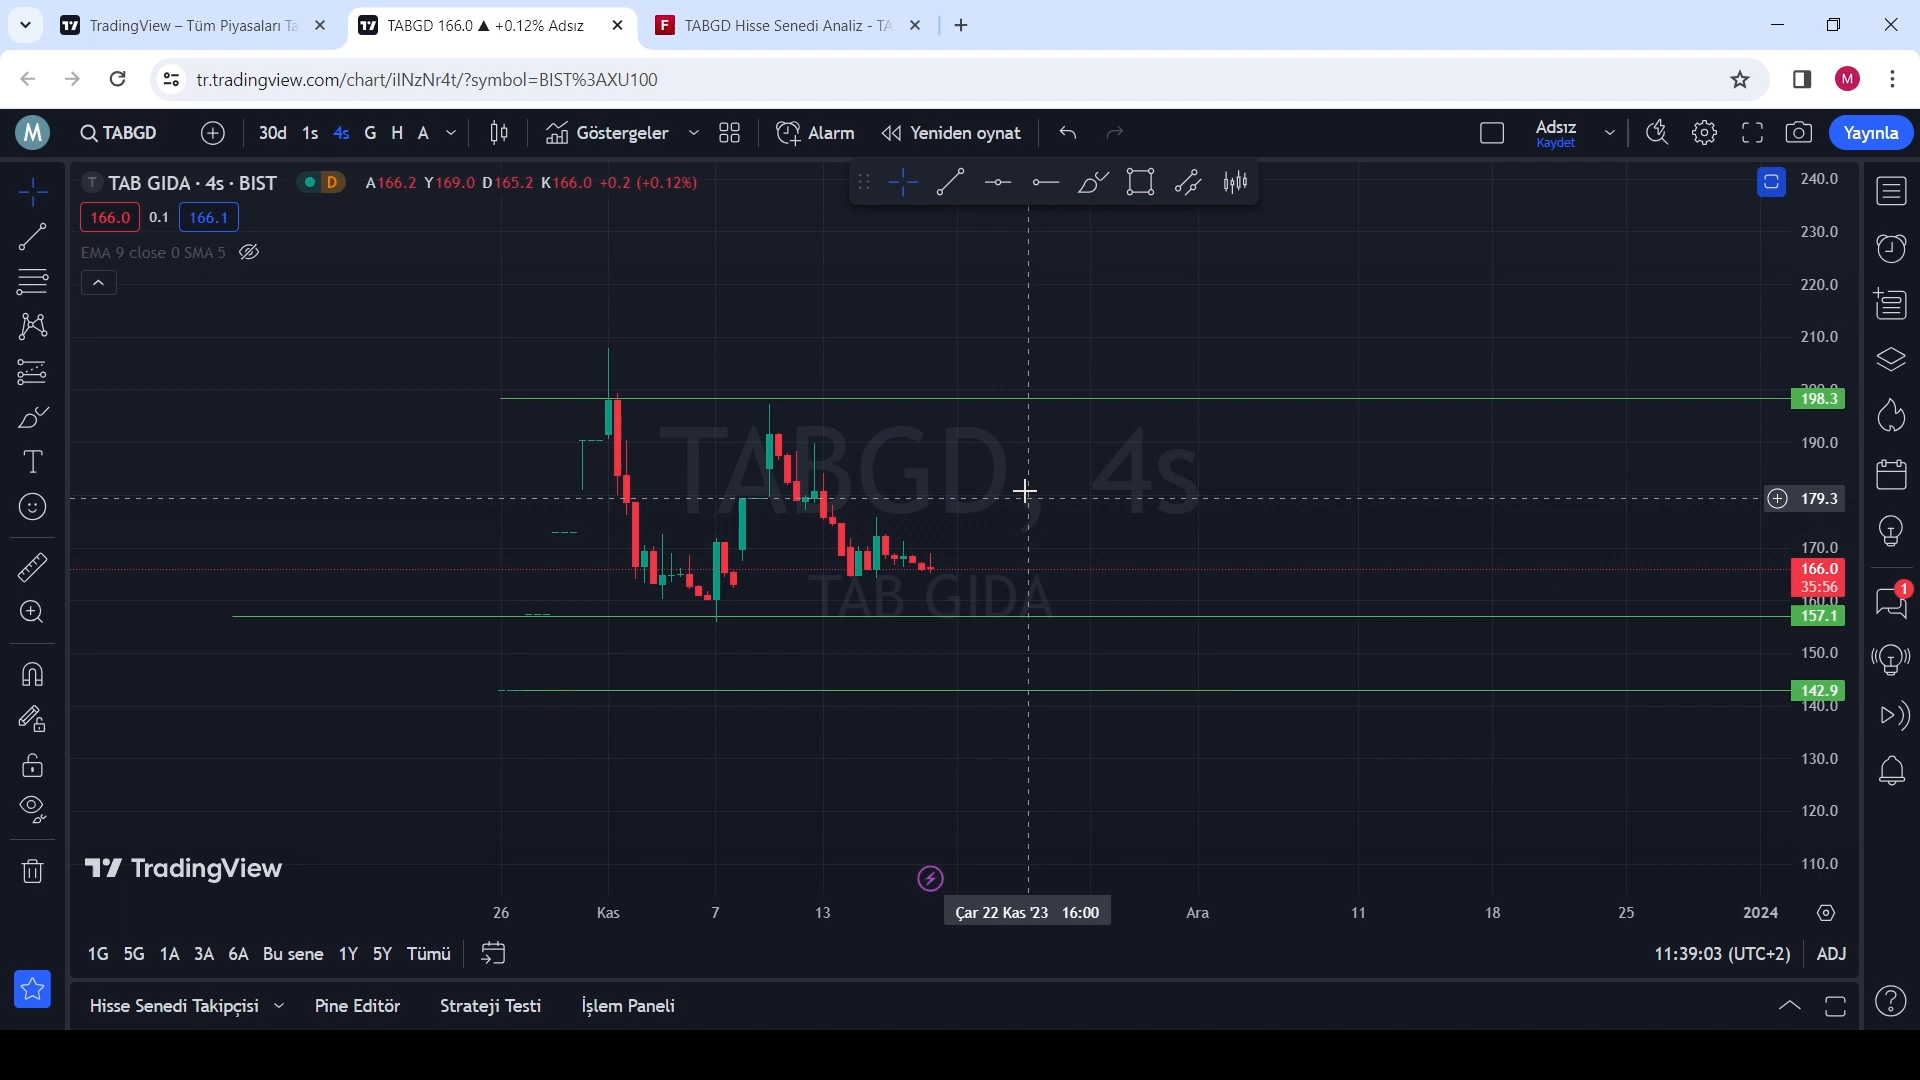 TradingView – Tüm Piyasaları Ta
TABGD 166.0 ▲ +0.12% Adsız
TABGD Hisse Senedi Analiz - TA
tr.tradingview.com/chart/iINzNr4t/?symbol=BIST%3AXU100
M
M
TABGD
30d 1s 4s G H A
Göstergeler
Alarm
Yeniden oynat
Adsız
Kaydet
Yayınla
T TAB GIDA · 4s · BIST
D
A166.2 Y169.0 D165.2 K166.0 +0.2 (+0.12%)
166.0 0.1 166.1
EMA 9 close 0 SMA 5
TABGD, 4s
TAB GIDA
240.0
230.0
220.0
210.0
200.0
198.3
190.0
179.3
170.0
166.0
35:56
160.0
157.1
150.0
142.9
140.0
130.0
120.0
110.0
1
TradingView
26 Kas 7 13 Çar 22 Kas '23 16:00 Ara 11 18 25 2024
1G 5G 1A 3A 6A Bu sene 1Y 5Y Tümü
11:39:03 (UTC+2) ADJ
Hisse Senedi Takipçisi Pine Editör Strateji Testi İşlem Paneli